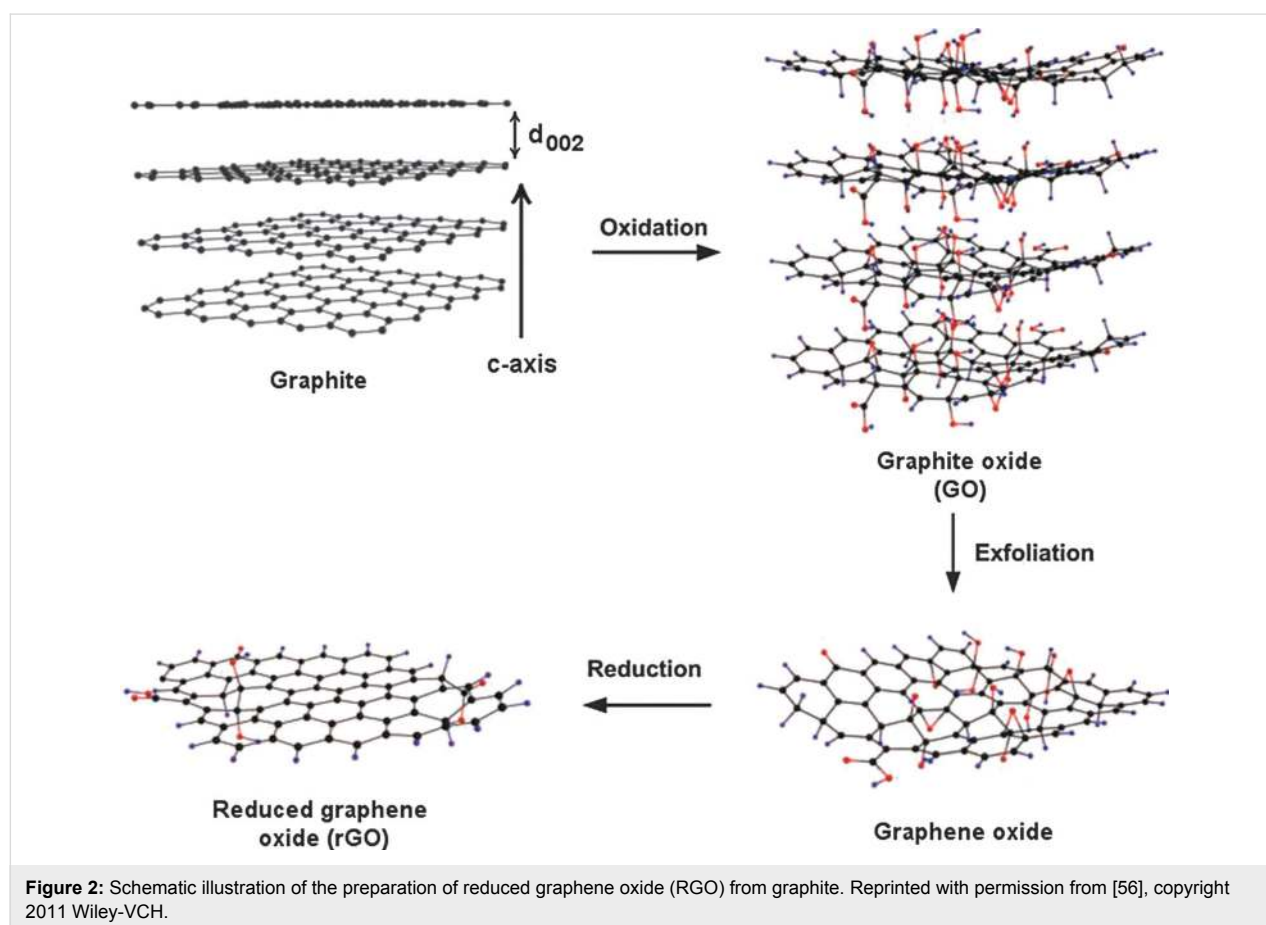 d002
c-axis
Graphite
Oxidation
Graphite oxide
(GO)
Exfoliation
Graphene oxide
Reduction
Reduced graphene
oxide (rGO)
Figure 2: Schematic illustration of the preparation of reduced graphene oxide (RGO) from graphite. Reprinted with permission from [56], copyright
2011 Wiley-VCH.